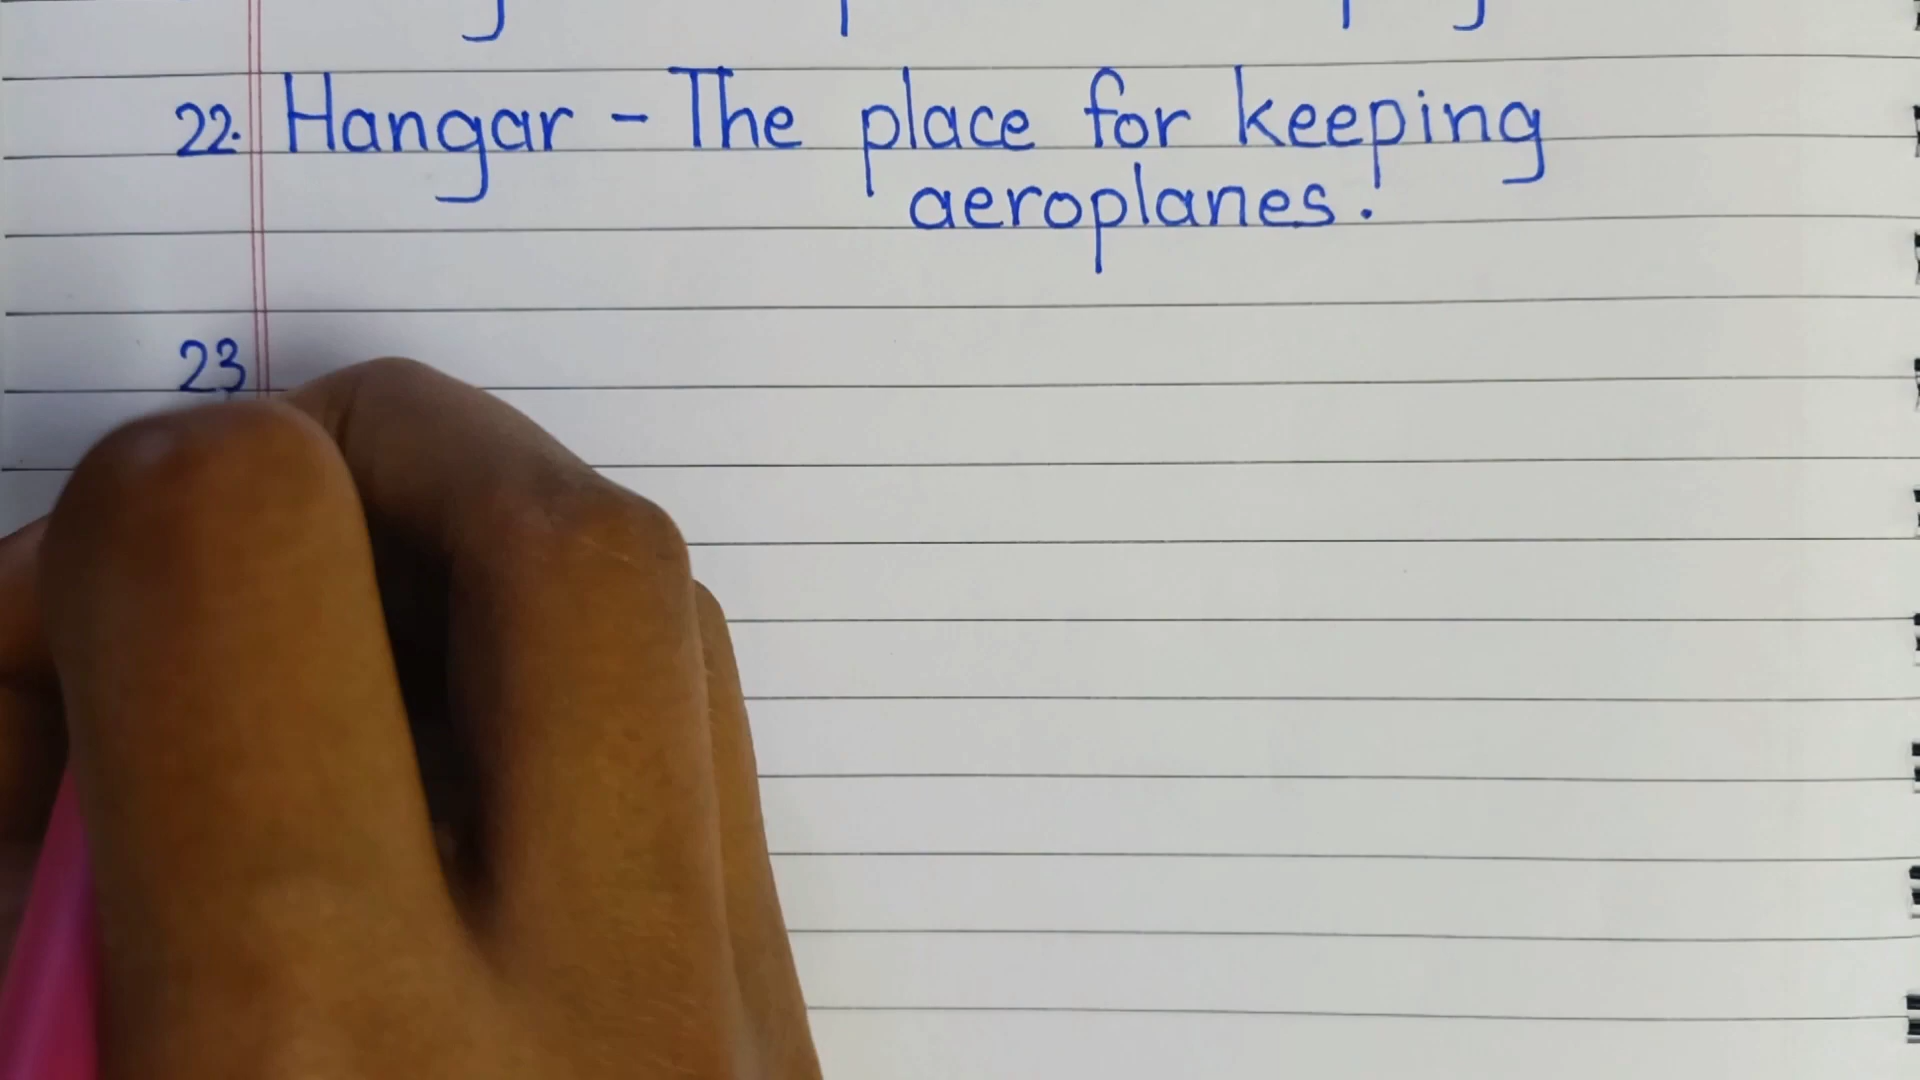 22. Hangar - The place for keeping
aeroplanes.
23